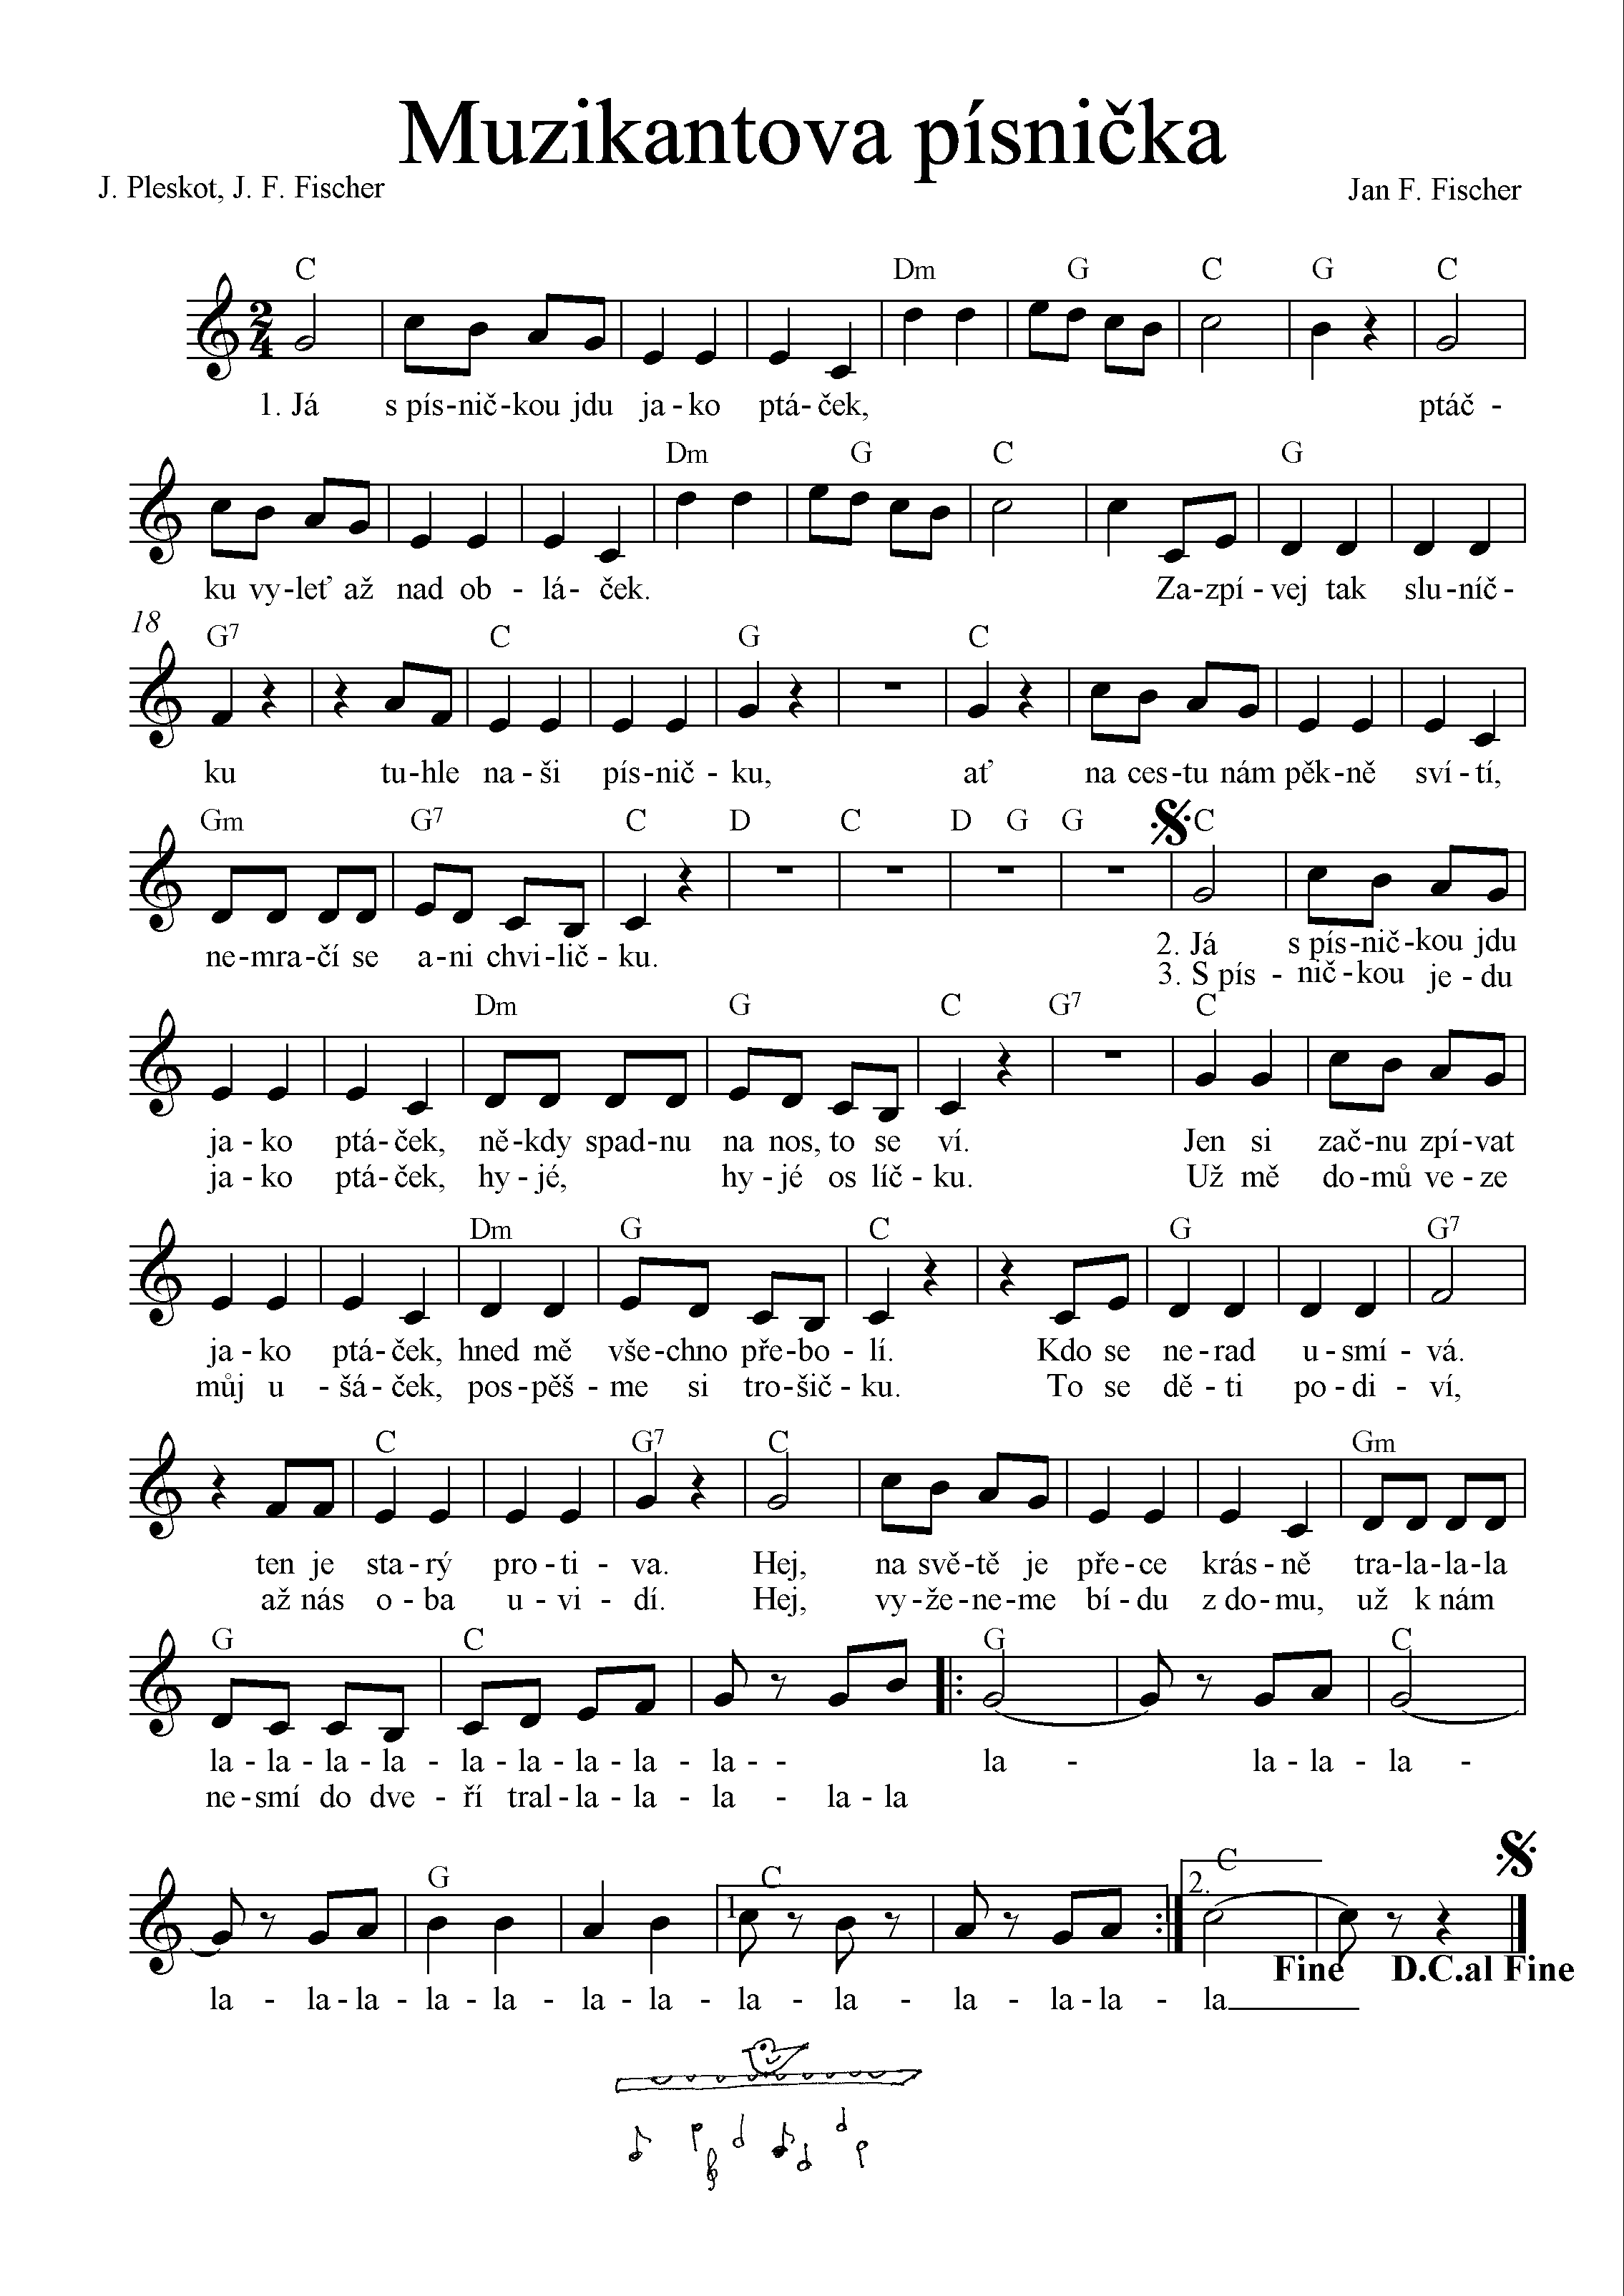 Muzikantova písnička
J. Pleskot, J. F. Fischer
Jan F. Fischer
C Dm G C G C
1. Já s pís-nič-kou jdu ja-ko ptá-ček, ptáč-
Dm G C G
ku vy-leť až nad ob-lá-ček. Za-zpí-vej tak slu-níč-
18
G7 C G C
ku tu-hle na-ši pís-nič-ku, ať na ces-tu nám pěk-ně sví-tí,
Gm G7 C D C D G G C
ne-mra-čí se a-ni chvi-lič-ku. 2. Já s pís-nič-kou jdu
3. S pís-nič-kou je-du
Dm G C G7 C
ja-ko ptá-ček, ně-kdy spad-nu na nos, to se ví. Jen si zač-nu zpí-vat
ja-ko ptá-ček, hy-jé, hy-jé os líč-ku. Už mě do-mů ve-ze
Dm G C G G7
ja-ko ptá-ček, hned mě vše-chno pře-bo-lí. Kdo se ne-rad u-smí-vá.
můj u-šá-ček, pos-pěš-me si tro-šič-ku. To se dě-ti po-di-ví,
C G7 C Gm
ten je sta-rý pro-ti-va. Hej, na svě-tě je pře-ce krás-ně tra-la-la-la
až nás o-ba u-vi-dí. Hej, vy-že-ne-me bí-du z do-mu, už k nám
G C G C
la-la-la-la-la-la-la-la-la- la- la-la-la-
ne-smí do dve-ří tral-la-la-la-la-la
G C C
1 2.
Fine D.C.al Fine
la-la-la-la-la-la-la-la-la-la-la-la-la